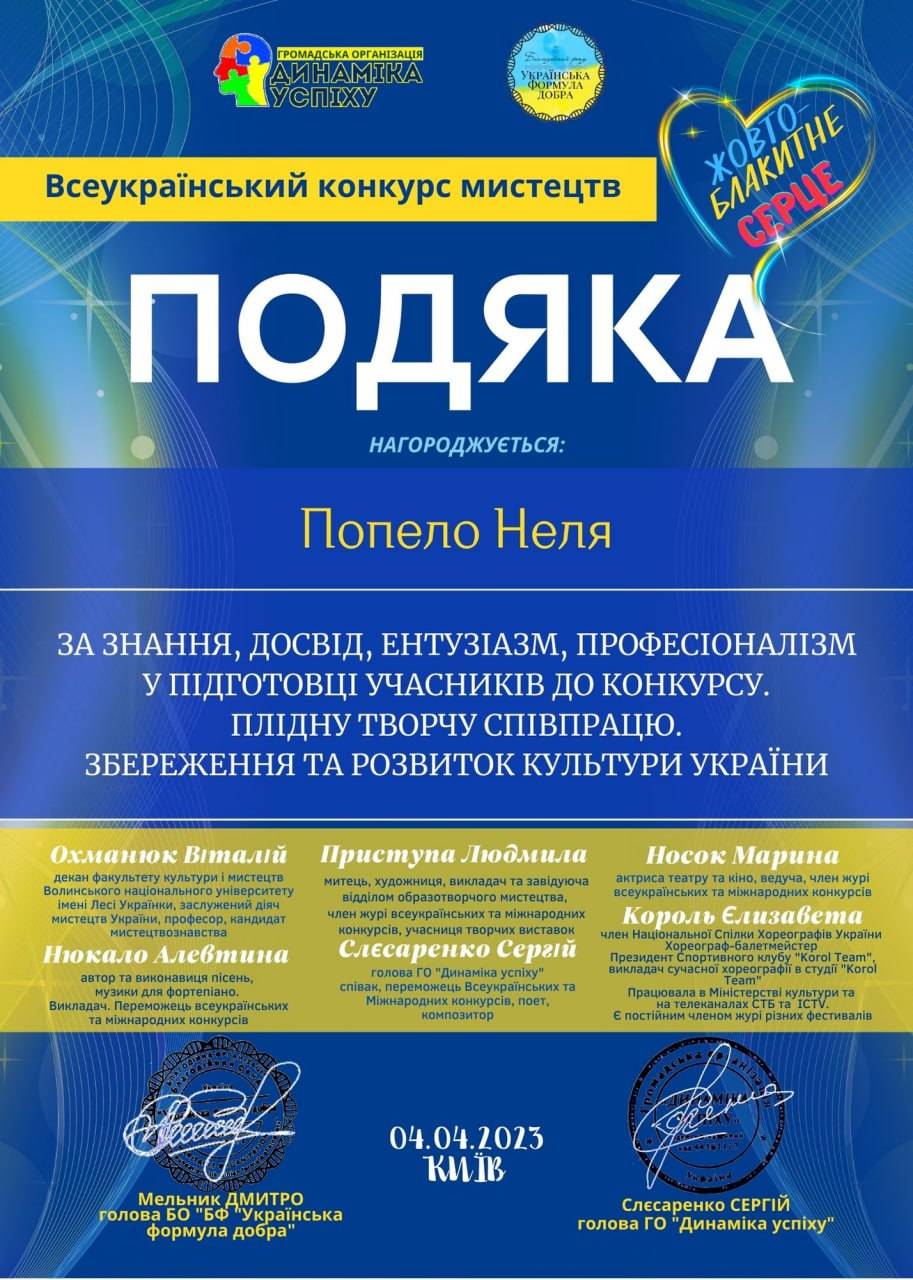 ГРОМАДСЬКА ОРГАНІЗАЦІЯ
ДИНАМІКА
УСПІХУ
Благодійний фонд
УКРАЇНСЬКА
ФОРМУЛА
ДОБРА
ЖОВТО-
БЛАКИТНЕ
СЕРЦЕ
Всеукраїнський конкурс мистецтв
ПОДЯКА
НАГОРОДЖУЄТЬСЯ:
Попело Неля
ЗА ЗНАННЯ, ДОСВІД, ЕНТУЗІАЗМ, ПРОФЕСІОНАЛІЗМ
У ПІДГОТОВЦІ УЧАСНИКІВ ДО КОНКУРСУ.
ПЛІДНУ ТВОРЧУ СПІВПРАЦЮ.
ЗБЕРЕЖЕННЯ ТА РОЗВИТОК КУЛЬТУРИ УКРАЇНИ
Охманюк Віталій
декан факультету культури і мистецтв
Волинського національного університету
імені Лесі Українки, заслужений діяч
мистецтв України, професор, кандидат
мистецтвознавства
Нюкало Алевтина
автор та виконавиця пісень,
музики для фортепіано.
Викладач. Переможець всеукраїнських
та міжнародних конкурсів
Приступа Людмила
митець, художниця, викладач та завідуюча
відділом образотворчого мистецтва,
член журі всеукраїнських та міжнародних
конкурсів, учасниця творчих виставок
Слєсаренко Сергій
голова ГО "Динаміка успіху"
співак, переможець Всеукраїнських та
Міжнародних конкурсів, поет,
композитор
Носок Марина
актриса театру та кіно, ведуча, член журі
всеукраїнських та міжнародних конкурсів
Король Єлизавета
член Національної Спілки Хореографів України
Хореограф-балетмейстер
Президент Спортивного клубу "Korol Team",
викладач сучасної хореографії в студії "Korol
Team"
Працювала в Міністерстві культури та
на телеканалах СТБ та ICTV.
Є постійним членом журі різних фестивалів
Мельник ДМИТРО
голова БО "БФ "Українська
формула добра"
04.04.2023
КИЇВ
Громадська організація
"ДИНАМІКА
УСПІХУ"
Україна
Слєсаренко СЕРГІЙ
голова ГО "Динаміка успіху"